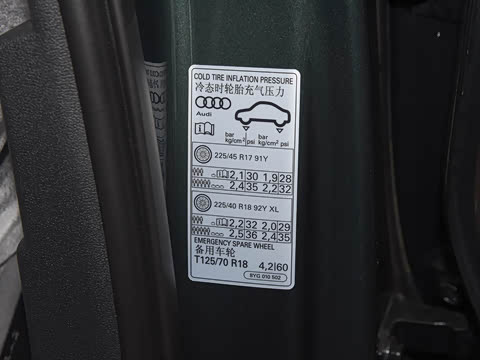 COLD TIRE INFLATION PRESSURE
冷态时轮胎充气压力
Audi
bar kg/cm² psi bar kg/cm² psi
225/45 R17 91Y
2,1 30 1,9 28
2,4 35 2,2 32
225/40 R18 92Y XL
2,2 32 2,0 29
2,5 36 2,4 35
EMERGENCY SPARE WHEEL
备用车轮
T125/70 R18 4,2 60
8YG 010 502